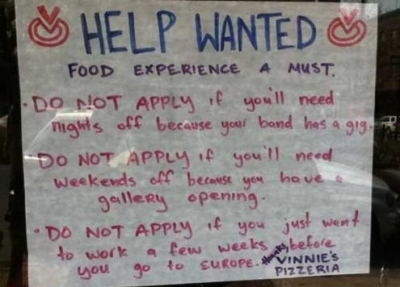 HELP WANTED
FOOD EXPERIENCE A MUST.
• DO NOT APPLY if you'll need
nights off because your band has a gig.
• DO NOT APPLY if you'll need
weekends off because you have a
gallery opening.
• DO NOT APPLY if you just want
to work a few weeks before
you go to EUROPE.
VINNIE'S
PIZZERIA